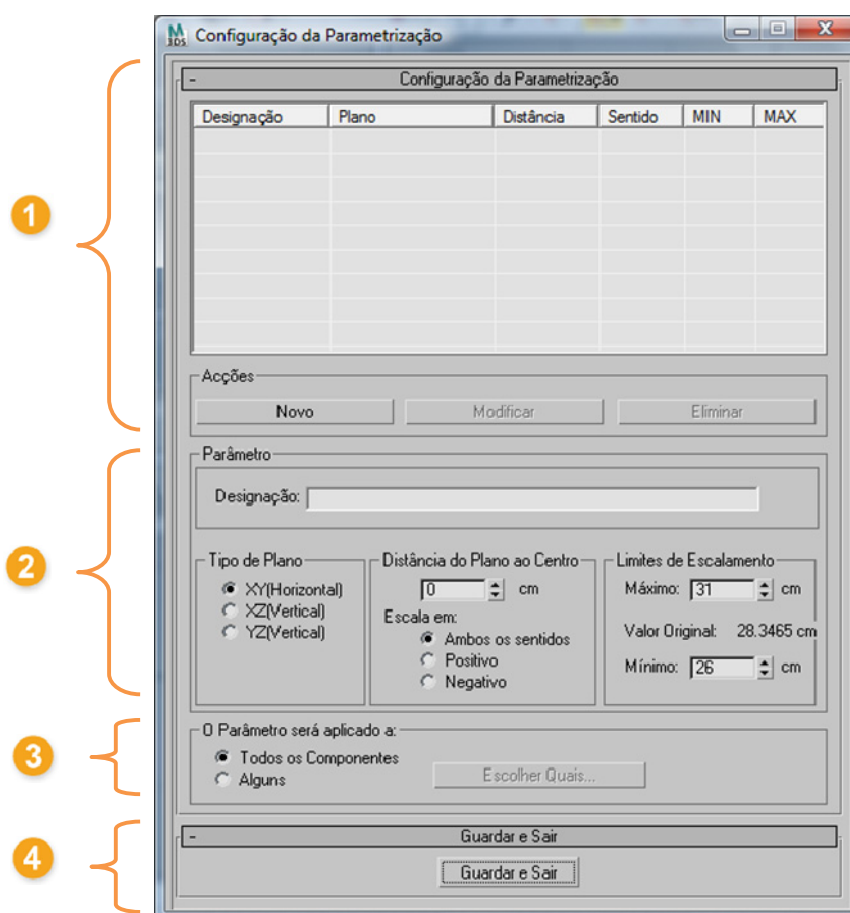 M
3DS Configuração da Parametrização
- Configuração da Parametrização
Designação Plano Distância Sentido MIN MAX
1
Acções
Novo Modificar Eliminar
2
Parâmetro
Designação:
Tipo de Plano
XY(Horizontal)
XZ(Vertical)
YZ(Vertical)
Distância do Plano ao Centro
0 cm
Escala em:
Ambos os sentidos
Positivo
Negativo
Limites de Escalamento
Máximo: 31 cm
Valor Original: 28.3465 cm
Mínimo: 26 cm
3
O Parâmetro será aplicado a:
Todos os Componentes
Alguns
Escolher Quais...
4
- Guardar e Sair
Guardar e Sair